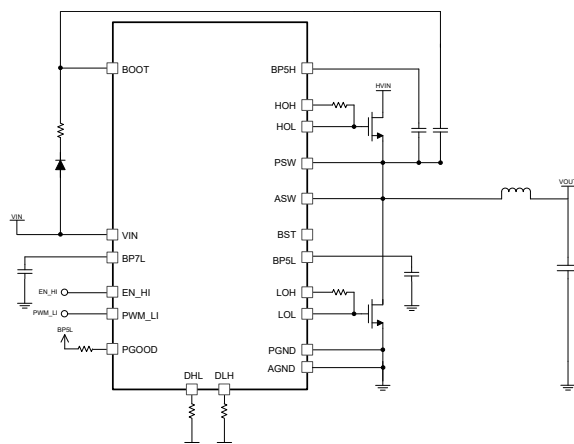 BOOT
BP5H
HVIN
HOH
HOL
PSW
ASW
VOUT
VIN
VIN
BST
BP7L
BP5L
EN_HI
EN_HI
LOH
PWM_LI
PWM_LI
LOL
BP5L
PGOOD
PGND
AGND
DHL
DLH